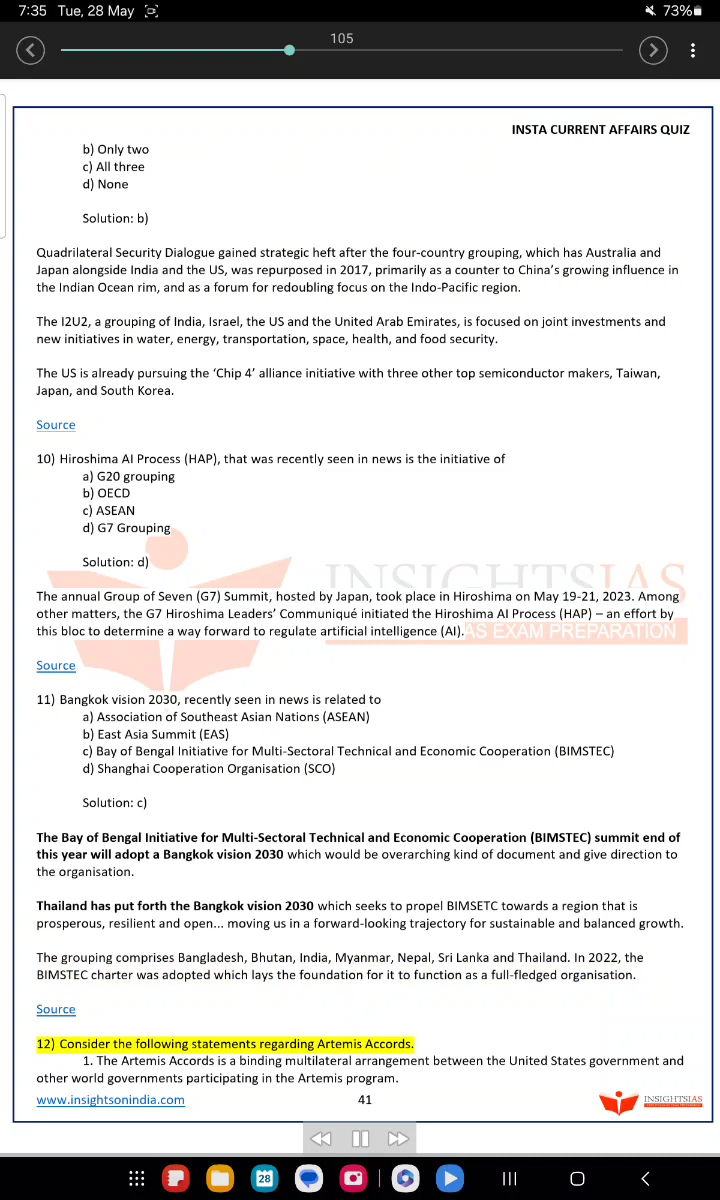 7:35 Tue, 28 May
73%
105
INSTA CURRENT AFFAIRS QUIZ
b) Only two
c) All three
d) None
Solution: b)
Quadrilateral Security Dialogue gained strategic heft after the four-country grouping, which has Australia and
Japan alongside India and the US, was repurposed in 2017, primarily as a counter to China's growing influence in
the Indian Ocean rim, and as a forum for redoubling focus on the Indo-Pacific region.
The I2U2, a grouping of India, Israel, the US and the United Arab Emirates, is focused on joint investments and
new initiatives in water, energy, transportation, space, health, and food security.
The US is already pursuing the 'Chip 4' alliance initiative with three other top semiconductor makers, Taiwan,
Japan, and South Korea.
Source
10) Hiroshima AI Process (HAP), that was recently seen in news is the initiative of
a) G20 grouping
b) OECD
c) ASEAN
d) G7 Grouping
Solution: d)
INSIGHTSIAS
The annual Group of Seven (G7) Summit, hosted by Japan, took place in Hiroshima on May 19-21, 2023. Among
other matters, the G7 Hiroshima Leaders' Communiqué initiated the Hiroshima AI Process (HAP) – an effort by
this bloc to determine a way forward to regulate artificial intelligence (AI).
AS EXAM PREPARATION
Source
11) Bangkok vision 2030, recently seen in news is related to
a) Association of Southeast Asian Nations (ASEAN)
b) East Asia Summit (EAS)
c) Bay of Bengal Initiative for Multi-Sectoral Technical and Economic Cooperation (BIMSTEC)
d) Shanghai Cooperation Organisation (SCO)
Solution: c)
The Bay of Bengal Initiative for Multi-Sectoral Technical and Economic Cooperation (BIMSTEC) summit end of
this year will adopt a Bangkok vision 2030 which would be overarching kind of document and give direction to
the organisation.
Thailand has put forth the Bangkok vision 2030 which seeks to propel BIMSETC towards a region that is
prosperous, resilient and open... moving us in a forward-looking trajectory for sustainable and balanced growth.
The grouping comprises Bangladesh, Bhutan, India, Myanmar, Nepal, Sri Lanka and Thailand. In 2022, the
BIMSTEC charter was adopted which lays the foundation for it to function as a full-fledged organisation.
Source
12) Consider the following statements regarding Artemis Accords.
1. The Artemis Accords is a binding multilateral arrangement between the United States government and
other world governments participating in the Artemis program.
www.insightsonindia.com
41
INSIGHTSIAS
28